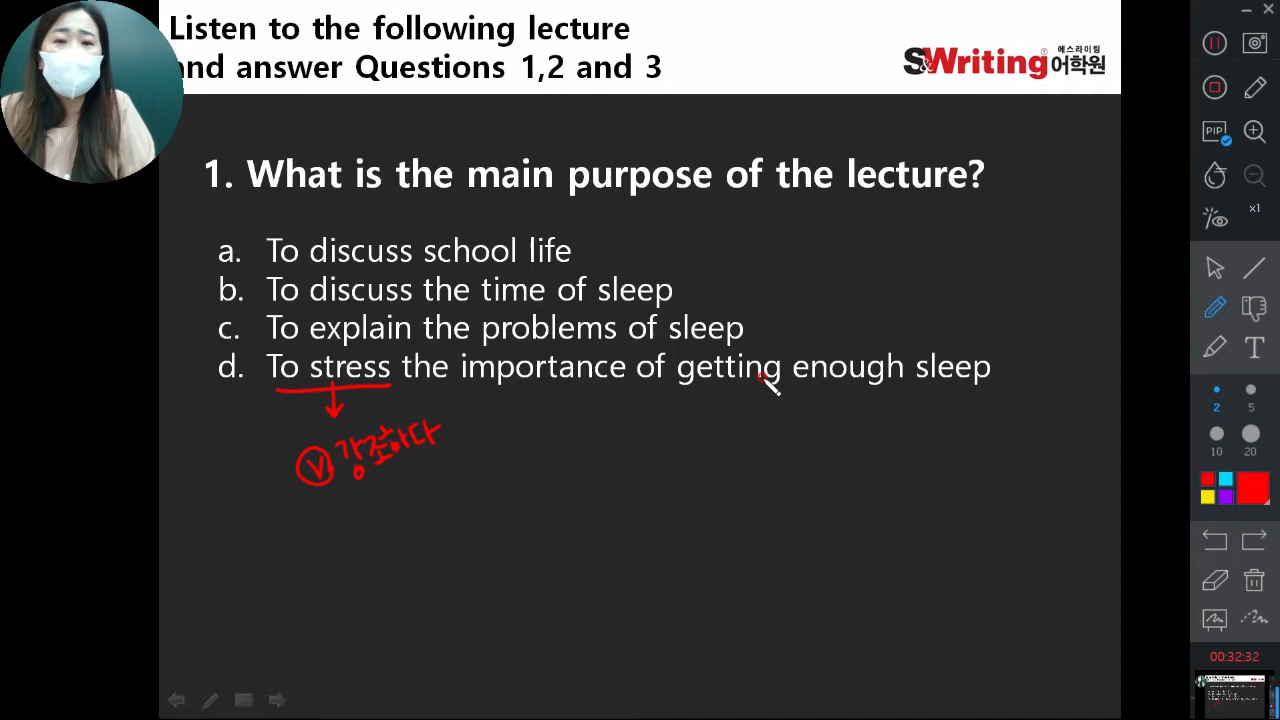 Listen to the following lecture
and answer Questions 1,2 and 3
S&Writing 에스라이팅 어학원
1. What is the main purpose of the lecture?
a. To discuss school life
b. To discuss the time of sleep
c. To explain the problems of sleep
d. To stress the importance of getting enough sleep
V. 강조하다
PIP
x1
T
2 5
10 20
00:32:32